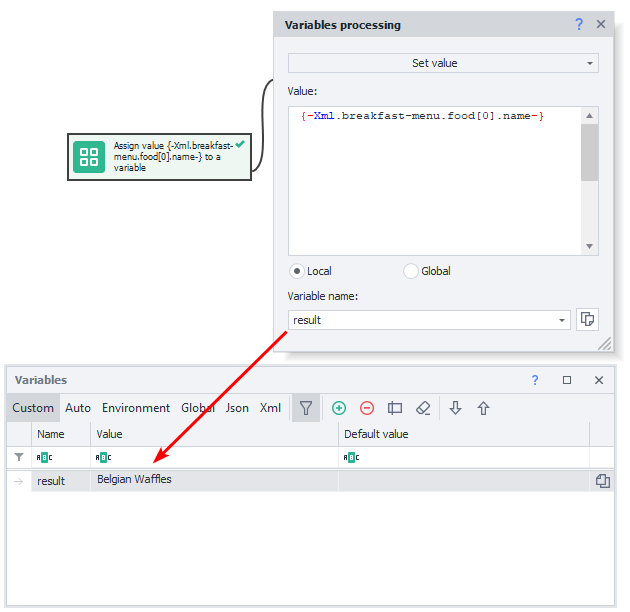 Variables processing ?
Set value
Value:
{-Xml.breakfast-menu.food[0].name-}
Assign value {-Xml.breakfast-
menu.food[0].name-} to a
variable
Local Global
Variable name:
result
Variables ?
Custom Auto Environment Global Json Xml
Name Value Default value
ABC ABC ABC
result Belgian Waffles